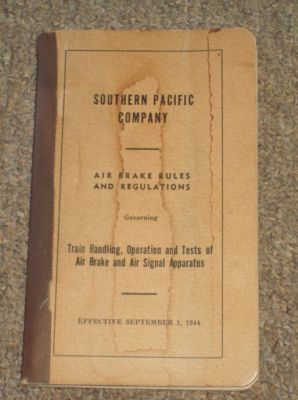 SOUTHERN PACIFIC
COMPANY
AIR BRAKE RULES
AND REGULATIONS
Governing
Train Handling, Operation and Tests of
Air Brake and Air Signal Apparatus
EFFECTIVE SEPTEMBER 1, 1944